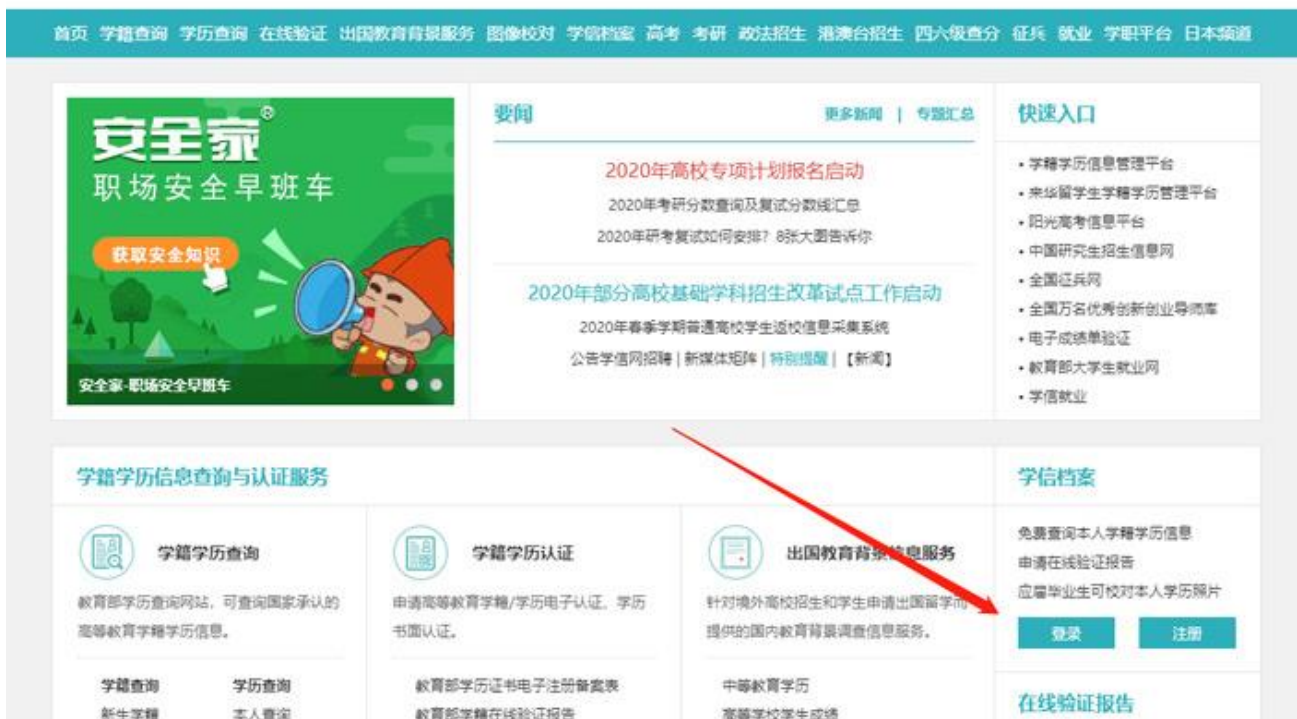 首页 学籍查询 学历查询 在线验证 出国教育背景服务 图像校对 学信档案 高考 考研 政法招生 港澳台招生 四六级查分 征兵 就业 学职平台 日本频道
安全家®
职场安全早班车
获取安全知识
安全家-职场安全早班车
要闻
更多新闻 | 专题汇总
2020年高校专项计划报名启动
2020年考研分数查询及复试分数线汇总
2020年研考复试如何安排？8张大图告诉你
2020年部分高校基础学科招生改革试点工作启动
2020年春季学期普通高校学生返校信息采集系统
公告学信网招聘 | 新媒体矩阵 | 特别提醒 | 【新闻】
快速入口
• 学籍学历信息管理平台
• 来华留学生学籍学历管理平台
• 阳光高考信息平台
• 中国研究生招生信息网
• 全国征兵网
• 全国万名优秀创新创业导师库
• 电子成绩单验证
• 教育部大学生就业网
• 学信就业
学籍学历信息查询与认证服务
学籍学历查询
教育部学历查询网站，可查询国家承认的
高等教育学籍学历信息。
学籍查询 学历查询
新生学籍 本人查询
学籍学历认证
申请高等教育学籍/学历电子认证，学历
书面认证。
教育部学历证书电子注册备案表
教育部学籍在线验证报告
出国教育背景信息服务
针对境外高校招生和学生申请出国留学而
提供的国内教育背景调查信息服务。
中等教育学历
高等学校学生成绩
学信档案
免费查询本人学籍学历信息
申请在线验证报告
应届毕业生可校对本人学历照片
登录 注册
在线验证报告